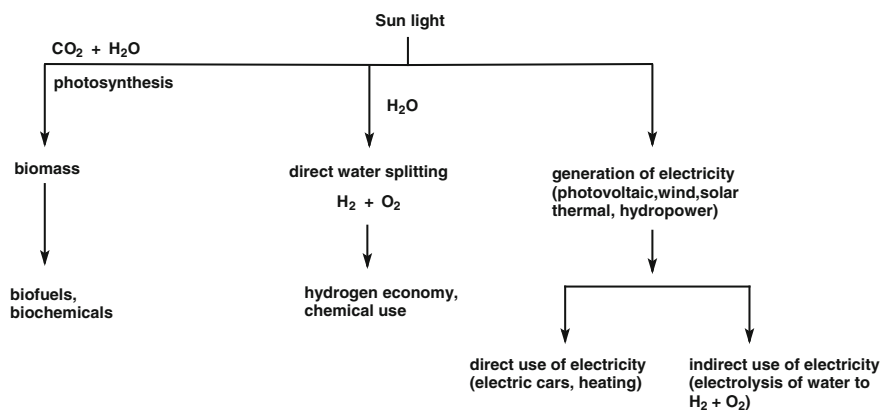 Sun light
CO₂ + H₂O
photosynthesis
H₂O
biomass
direct water splitting
H₂ + O₂
generation of electricity
(photovoltaic,wind,solar
thermal, hydropower)
biofuels,
biochemicals
hydrogen economy,
chemical use
direct use of electricity
(electric cars, heating)
indirect use of electricity
(electrolysis of water to
H₂ + O₂)